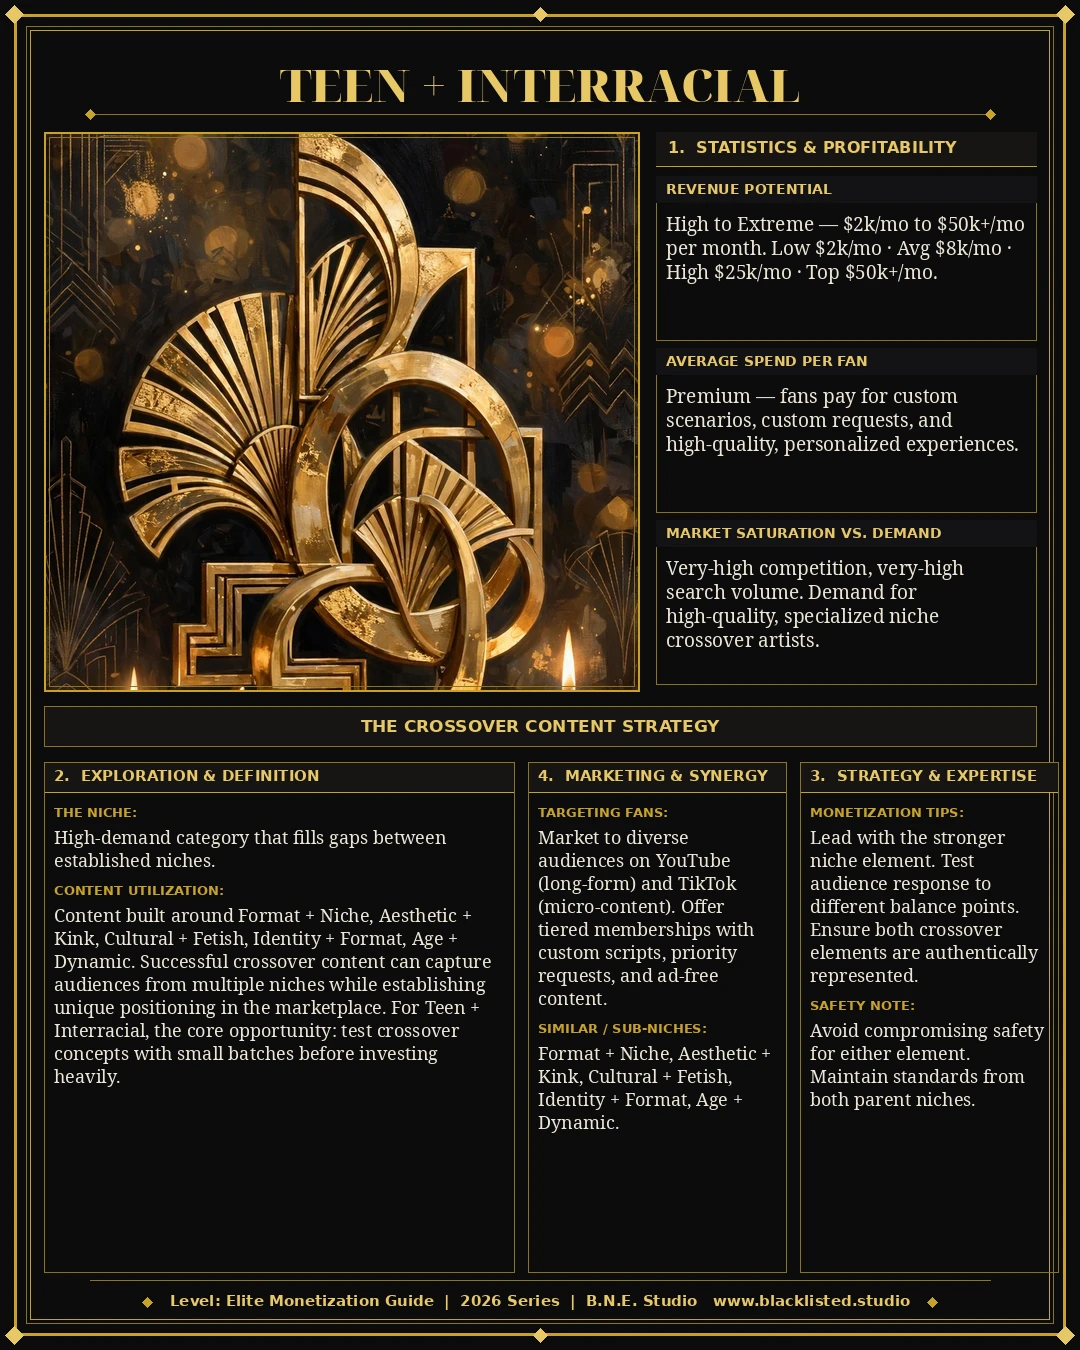 TEEN + INTERRACIAL
1. STATISTICS & PROFITABILITY
REVENUE POTENTIAL
High to Extreme — $2k/mo to $50k+/mo
per month. Low $2k/mo · Avg $8k/mo ·
High $25k/mo · Top $50k+/mo.
AVERAGE SPEND PER FAN
Premium — fans pay for custom
scenarios, custom requests, and
high-quality, personalized experiences.
MARKET SATURATION VS. DEMAND
Very-high competition, very-high
search volume. Demand for
high-quality, specialized niche
crossover artists.
THE CROSSOVER CONTENT STRATEGY
2. EXPLORATION & DEFINITION
THE NICHE:
High-demand category that fills gaps between
established niches.
CONTENT UTILIZATION:
Content built around Format + Niche, Aesthetic +
Kink, Cultural + Fetish, Identity + Format, Age +
Dynamic. Successful crossover content can capture
audiences from multiple niches while establishing
unique positioning in the marketplace. For Teen +
Interracial, the core opportunity: test crossover
concepts with small batches before investing
heavily.
4. MARKETING & SYNERGY
TARGETING FANS:
Market to diverse
audiences on YouTube
(long-form) and TikTok
(micro-content). Offer
tiered memberships with
custom scripts, priority
requests, and ad-free
content.
SIMILAR / SUB-NICHES:
Format + Niche, Aesthetic +
Kink, Cultural + Fetish,
Identity + Format, Age +
Dynamic.
3. STRATEGY & EXPERTISE
MONETIZATION TIPS:
Lead with the stronger
niche element. Test
audience response to
different balance points.
Ensure both crossover
elements are authentically
represented.
SAFETY NOTE:
Avoid compromising safety
for either element.
Maintain standards from
both parent niches.
Level: Elite Monetization Guide | 2026 Series | B.N.E. Studio www.blacklisted.studio